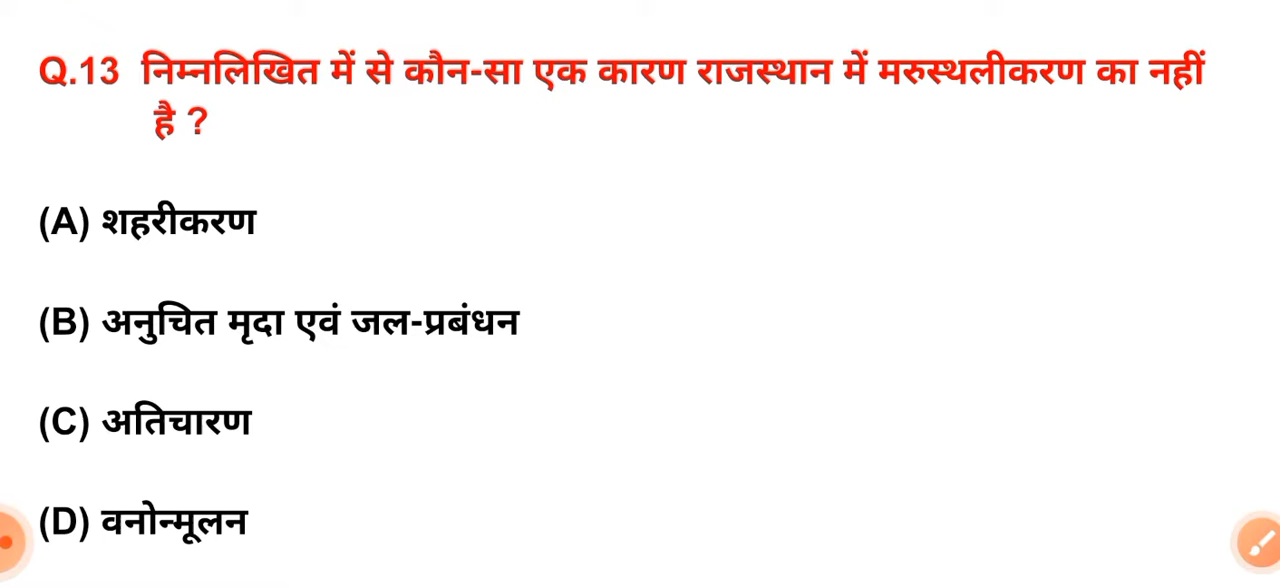 Q.13 निम्नलिखित में से कौन-सा एक कारण राजस्थान में मरुस्थलीकरण का नहीं
है ?
(A) शहरीकरण
(B) अनुचित मृदा एवं जल-प्रबंधन
(C) अतिचारण
(D) वनोन्मूलन